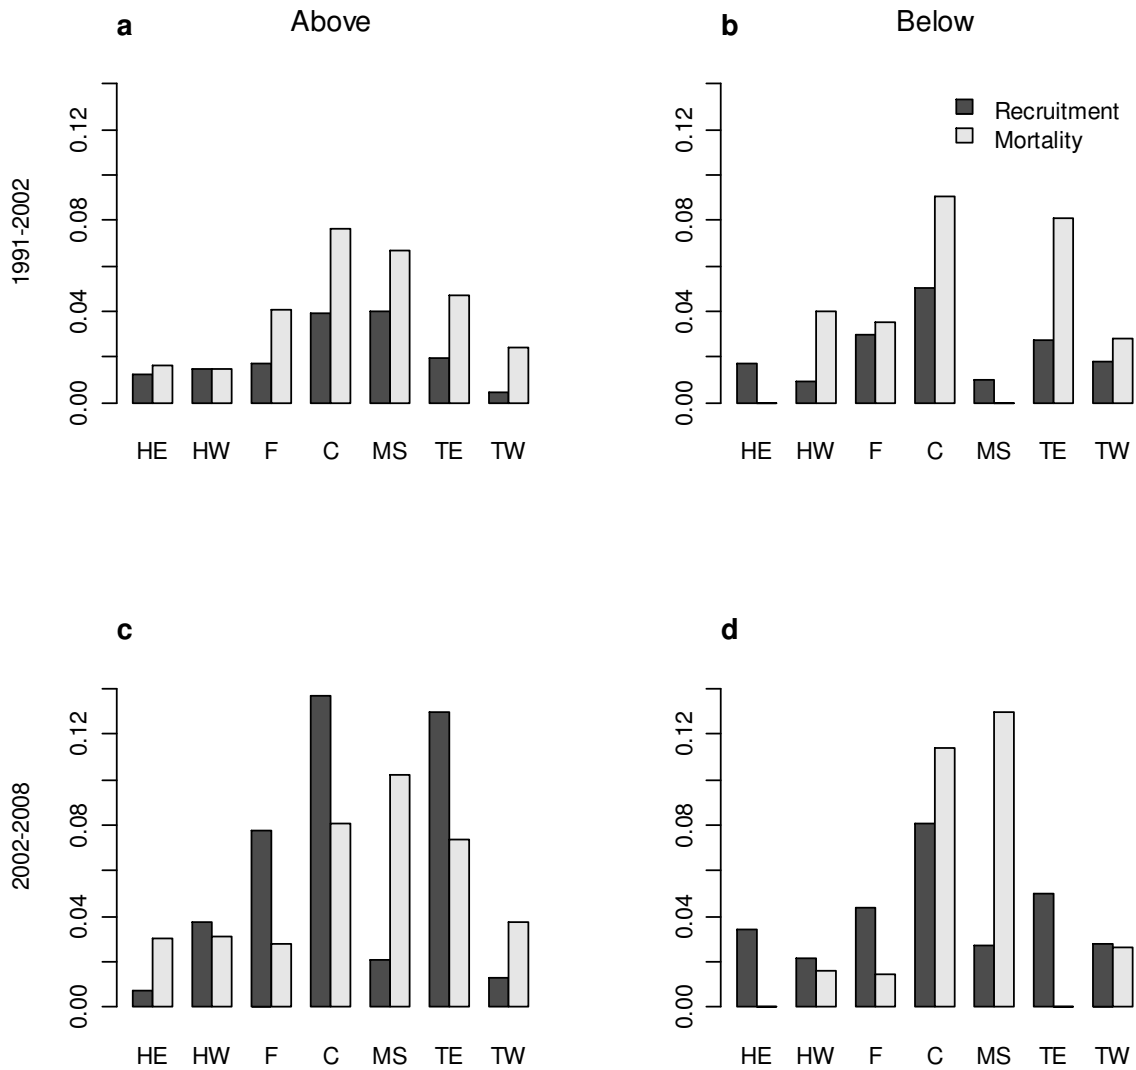 a Above
b Below
1991-2002
0.00 0.04 0.08 0.12
HE HW F C MS TE TW
0.00 0.04 0.08 0.12
Recruitment
Mortality
HE HW F C MS TE TW
c
d
2002-2008
0.00 0.04 0.08 0.12
HE HW F C MS TE TW
0.00 0.04 0.08 0.12
HE HW F C MS TE TW